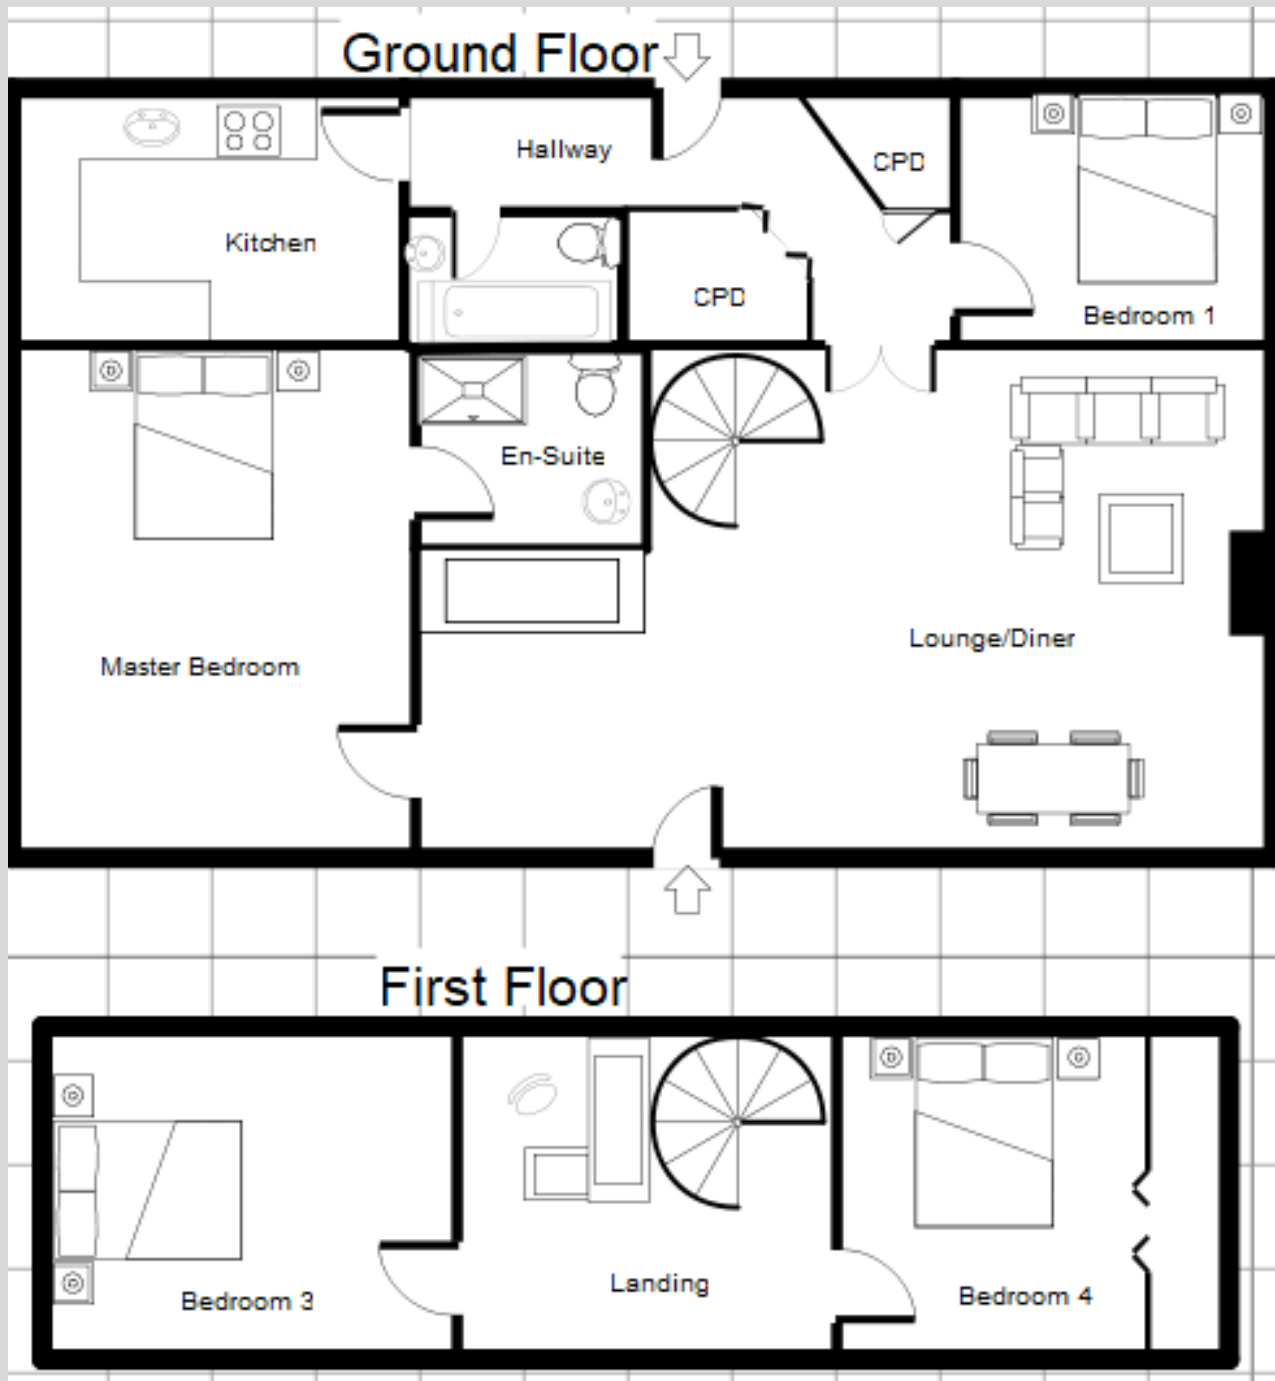 Ground Floor
Hallway
CPD
Kitchen
CPD
Bedroom 1
En-Suite
Master Bedroom
Lounge/Diner
First Floor
Bedroom 3
Landing
Bedroom 4